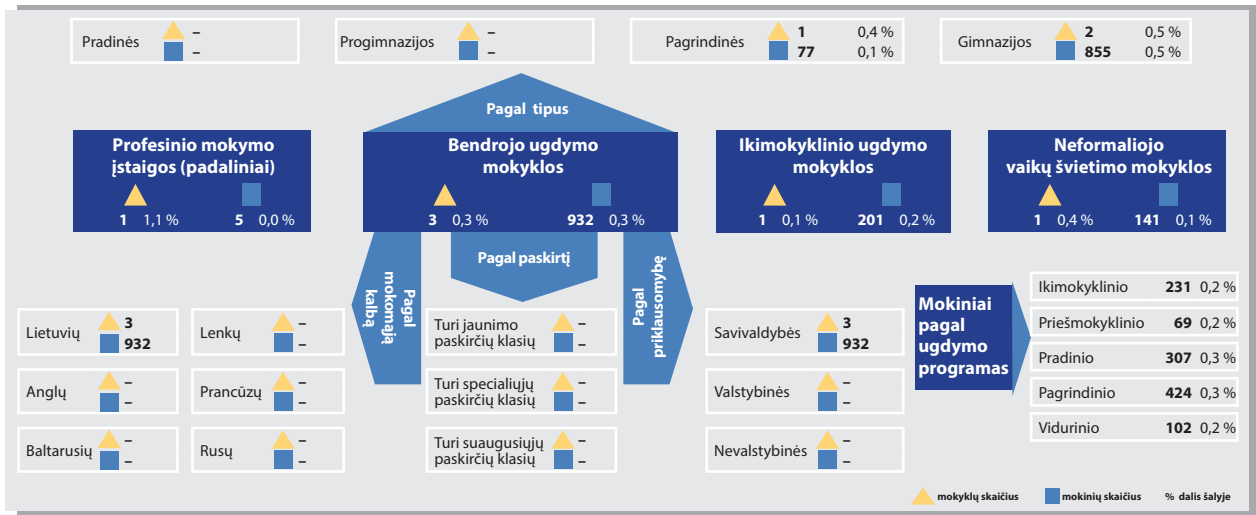 Pradinės – –
Progimnazijos – –
Pagrindinės 1 0,4 % 77 0,1 %
Gimnazijos 2 0,5 % 855 0,5 %
Pagal tipus
Profesinio mokymo
įstaigos (padaliniai)
1 1,1 % 5 0,0 %
Bendrojo ugdymo
mokyklos
3 0,3 % 932 0,3 %
Ikimokyklinio ugdymo
mokyklos
1 0,1 % 201 0,2 %
Neformaliojo
vaikų švietimo mokyklos
1 0,4 % 141 0,1 %
Pagal
mokomąją
kalbą
Pagal paskirtį
Pagal
priklausomybę
Lietuvių 3 932
Lenkų – –
Anglų – –
Prancūzų – –
Baltarusių – –
Rusų – –
Turi jaunimo
paskirčių klasių
– –
Turi specialiųjų
paskirčių klasių
– –
Turi suaugusiųjų
paskirčių klasių
– –
Savivaldybės 3 932
Valstybinės – –
Nevalstybinės – –
Mokiniai
pagal
ugdymo
programas
Ikimokyklinio 231 0,2 %
Priešmokyklinio 69 0,2 %
Pradinio 307 0,3 %
Pagrindinio 424 0,3 %
Vidurinio 102 0,2 %
mokyklų skaičius mokinių skaičius % dalis šalyje